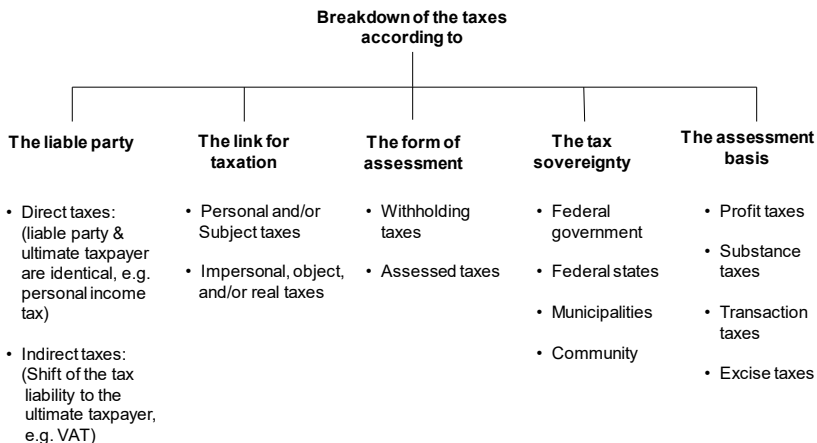 Breakdown of the taxes
according to
The liable party
• Direct taxes:
(liable party &
ultimate taxpayer
are identical, e.g.
personal income
tax)
• Indirect taxes:
(Shift of the tax
liability to the
ultimate taxpayer,
e.g. VAT)
The link for
taxation
• Personal and/or
Subject taxes
• Impersonal, object,
and/or real taxes
The form of
assessment
• Withholding
taxes
• Assessed taxes
The tax
sovereignty
• Federal
government
• Federal states
• Municipalities
• Community
The assessment
basis
• Profit taxes
• Substance
taxes
• Transaction
taxes
• Excise taxes